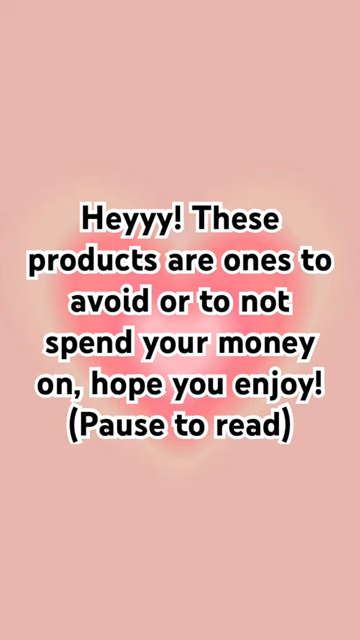 Heyyy! These
products are ones to
avoid or to not
spend your money
on, hope you enjoy!
(Pause to read)